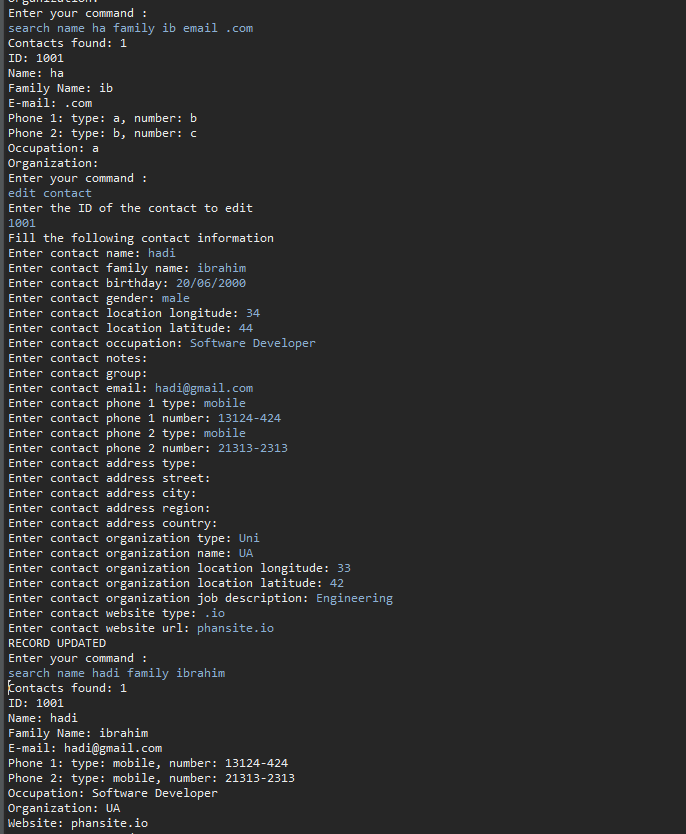 Organization:
Enter your command :
search name ha family ib email .com
Contacts found: 1
ID: 1001
Name: ha
Family Name: ib
E-mail: .com
Phone 1: type: a, number: b
Phone 2: type: b, number: c
Occupation: a
Organization:
Enter your command :
edit contact
Enter the ID of the contact to edit
1001
Fill the following contact information
Enter contact name: hadi
Enter contact family name: ibrahim
Enter contact birthday: 20/06/2000
Enter contact gender: male
Enter contact location longitude: 34
Enter contact location latitude: 44
Enter contact occupation: Software Developer
Enter contact notes:
Enter contact group:
Enter contact email: hadi@gmail.com
Enter contact phone 1 type: mobile
Enter contact phone 1 number: 13124-424
Enter contact phone 2 type: mobile
Enter contact phone 2 number: 21313-2313
Enter contact address type:
Enter contact address street:
Enter contact address city:
Enter contact address region:
Enter contact address country:
Enter contact organization type: Uni
Enter contact organization name: UA
Enter contact organization location longitude: 33
Enter contact organization location latitude: 42
Enter contact organization job description: Engineering
Enter contact website type: .io
Enter contact website url: phansite.io
RECORD UPDATED
Enter your command :
search name hadi family ibrahim
Contacts found: 1
ID: 1001
Name: hadi
Family Name: ibrahim
E-mail: hadi@gmail.com
Phone 1: type: mobile, number: 13124-424
Phone 2: type: mobile, number: 21313-2313
Occupation: Software Developer
Organization: UA
Website: phansite.io